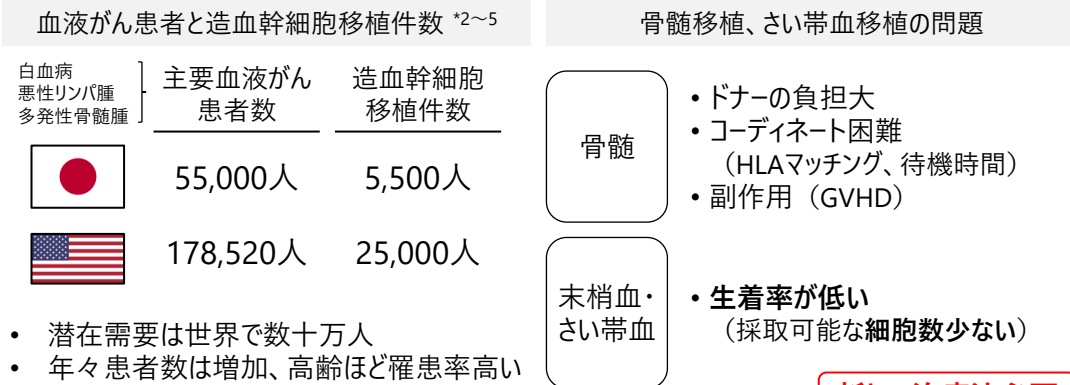 血液がん患者と造血幹細胞移植件数 *2～5
白血病
悪性リンパ腫
多発性骨髄腫
主要血液がん
患者数
造血幹細胞
移植件数
55,000人
5,500人
178,520人
25,000人
• 潜在需要は世界で数十万人
• 年々患者数は増加、高齢ほど罹患率高い
骨髄移植、さい帯血移植の問題
骨髄
• ドナーの負担大
• コーディネート困難
（HLAマッチング、待機時間）
• 副作用（GVHD）
末梢血・
さい帯血
• 生着率が低い
（採取可能な細胞数少ない）